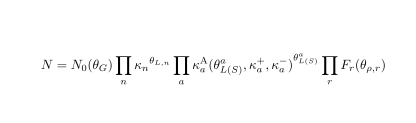 $N = N_0(\theta_G) \prod_n \kappa_n{}^{\theta_{L,n}} \prod_a \kappa_a^{\mathrm{A}} (\theta_{L(S)}^a, \kappa_a^+, \kappa_a^-)^{\theta_{L(S)}^a} \prod_r F_r(\theta_{\rho,r})$